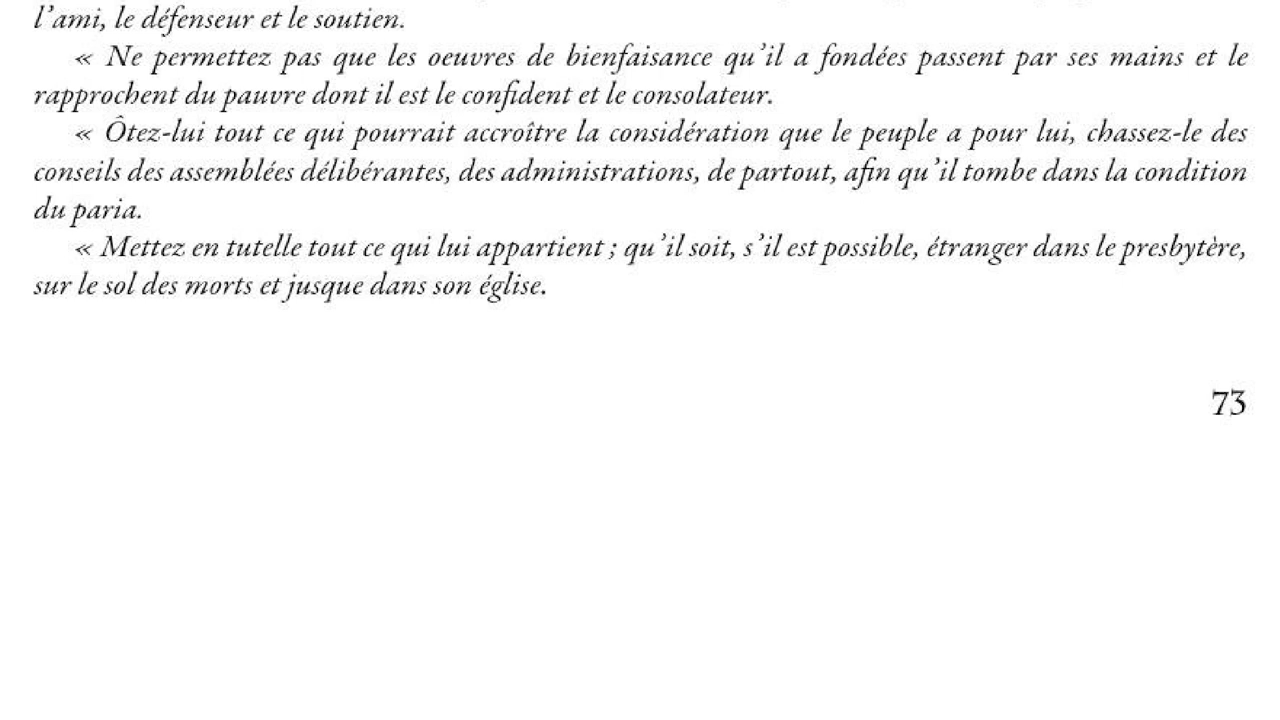 l’ami, le défenseur et le soutien.
« Ne permettez pas que les oeuvres de bienfaisance qu’il a fondées passent par ses mains et le
rapprochent du pauvre dont il est le confident et le consolateur.
« Ôtez-lui tout ce qui pourrait accroître la considération que le peuple a pour lui, chassez-le des
conseils des assemblées délibérantes, des administrations, de partout, afin qu’il tombe dans la condition
du paria.
« Mettez en tutelle tout ce qui lui appartient ; qu’il soit, s’il est possible, étranger dans le presbytère,
sur le sol des morts et jusque dans son église.
73